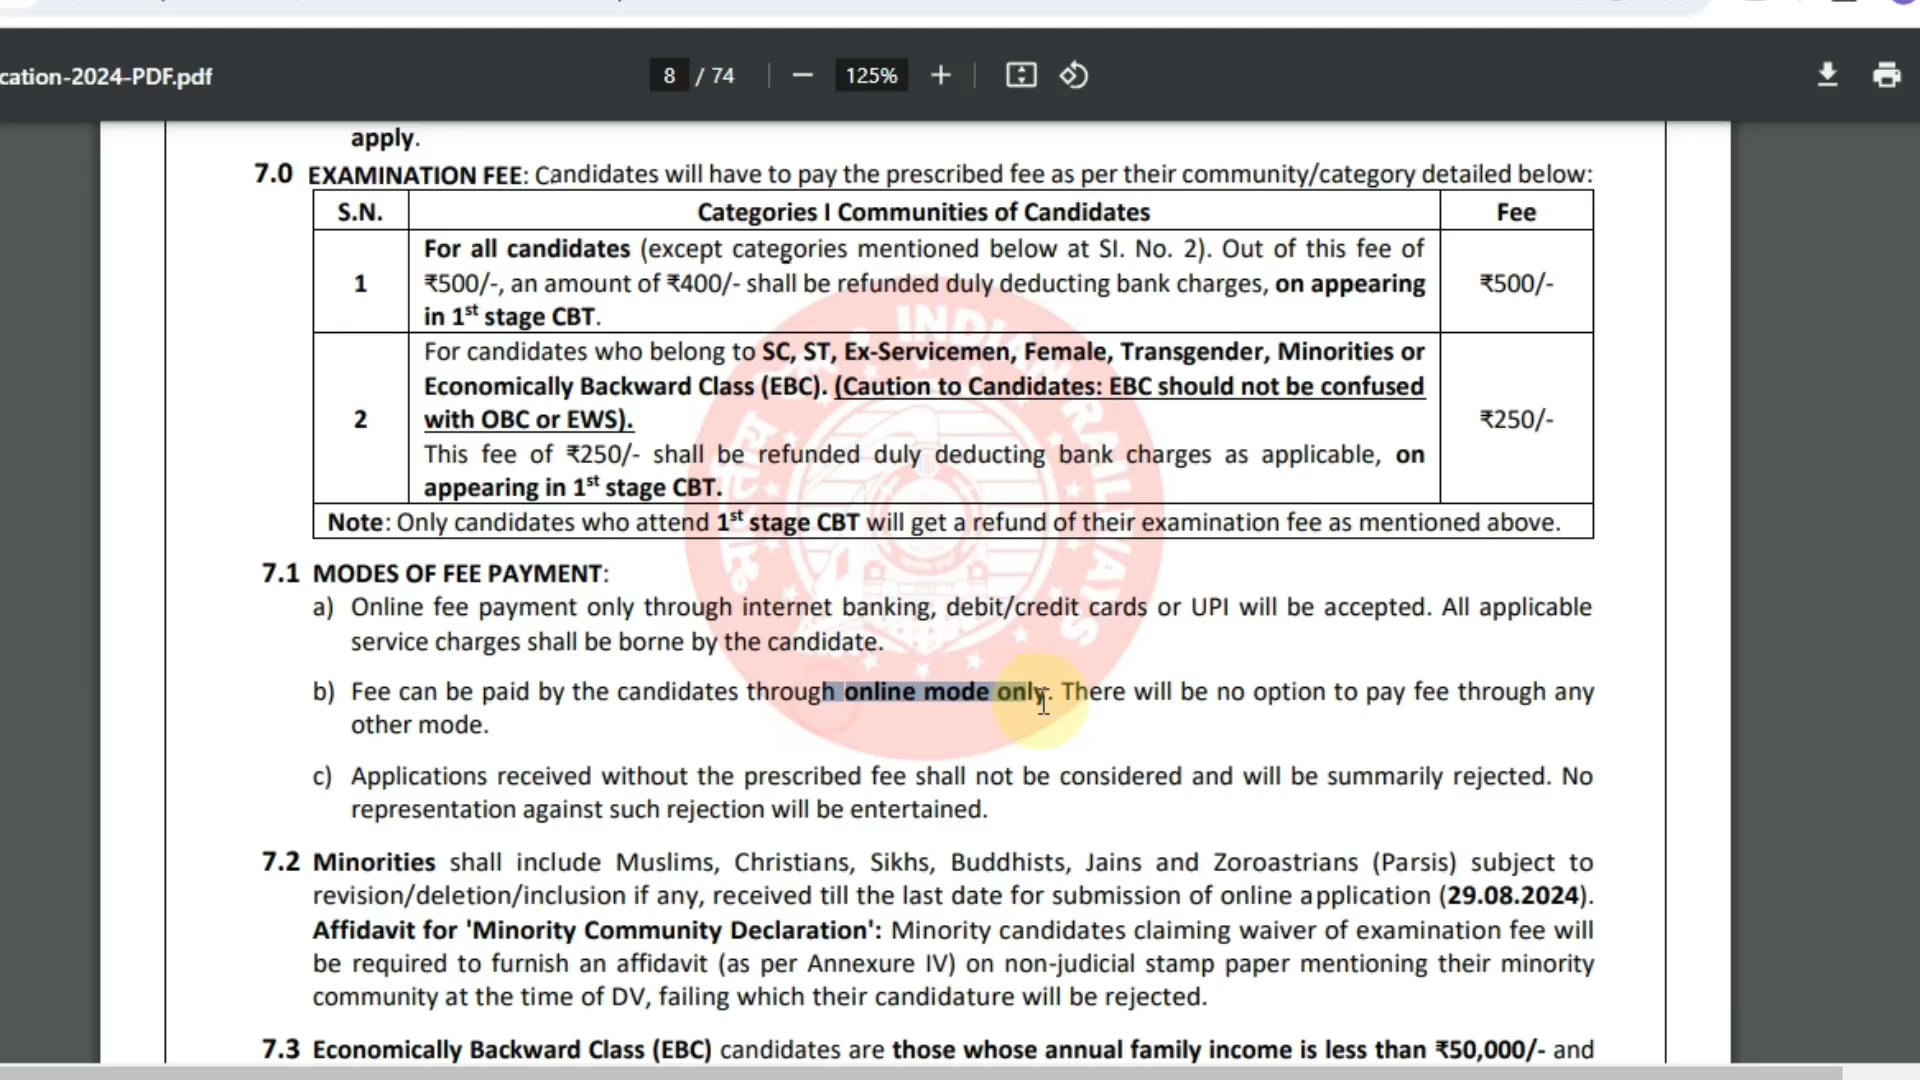 cation-2024-PDF.pdf
8 / 74
125%
apply.
7.0 EXAMINATION FEE: Candidates will have to pay the prescribed fee as per their community/category detailed below:
S.N. Categories I Communities of Candidates Fee
For all candidates (except categories mentioned below at SI. No. 2). Out of this fee of
1 ₹500/-, an amount of ₹400/- shall be refunded duly deducting bank charges, on appearing ₹500/-
in 1st stage CBT.
For candidates who belong to SC, ST, Ex-Servicemen, Female, Transgender, Minorities or
Economically Backward Class (EBC). (Caution to Candidates: EBC should not be confused
2 with OBC or EWS). ₹250/-
This fee of ₹250/- shall be refunded duly deducting bank charges as applicable, on
appearing in 1st stage CBT.
Note: Only candidates who attend 1st stage CBT will get a refund of their examination fee as mentioned above.
7.1 MODES OF FEE PAYMENT:
a) Online fee payment only through internet banking, debit/credit cards or UPI will be accepted. All applicable
service charges shall be borne by the candidate.
b) Fee can be paid by the candidates through online mode only. There will be no option to pay fee through any
other mode.
c) Applications received without the prescribed fee shall not be considered and will be summarily rejected. No
representation against such rejection will be entertained.
7.2 Minorities shall include Muslims, Christians, Sikhs, Buddhists, Jains and Zoroastrians (Parsis) subject to
revision/deletion/inclusion if any, received till the last date for submission of online application (29.08.2024).
Affidavit for 'Minority Community Declaration': Minority candidates claiming waiver of examination fee will
be required to furnish an affidavit (as per Annexure IV) on non-judicial stamp paper mentioning their minority
community at the time of DV, failing which their candidature will be rejected.
7.3 Economically Backward Class (EBC) candidates are those whose annual family income is less than ₹50,000/- and
भारतीय रेल
INDIAN RAILWAYS